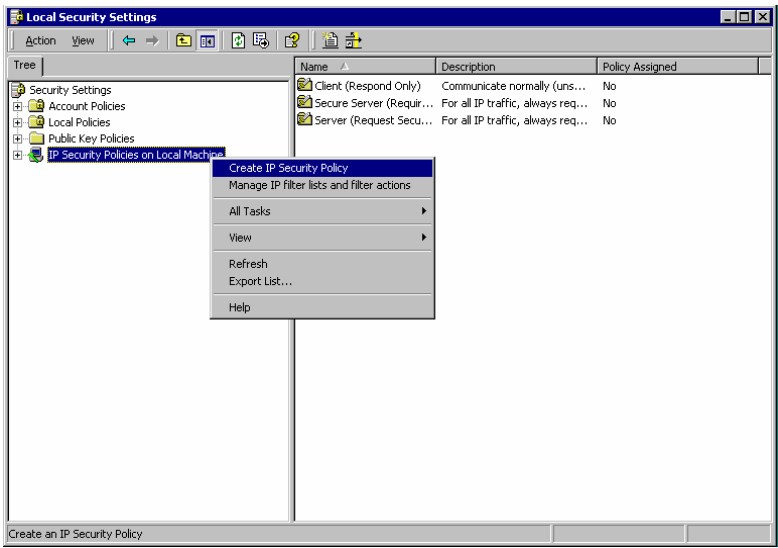 Local Security Settings
Action View
Tree
Name Description Policy Assigned
Security Settings
Account Policies
Local Policies
Public Key Policies
IP Security Policies on Local Machine
Client (Respond Only) Communicate normally (uns... No
Secure Server (Requir... For all IP traffic, always req... No
Server (Request Secu... For all IP traffic, always req... No
Create IP Security Policy
Manage IP filter lists and filter actions
All Tasks
View
Refresh
Export List...
Help
Create an IP Security Policy